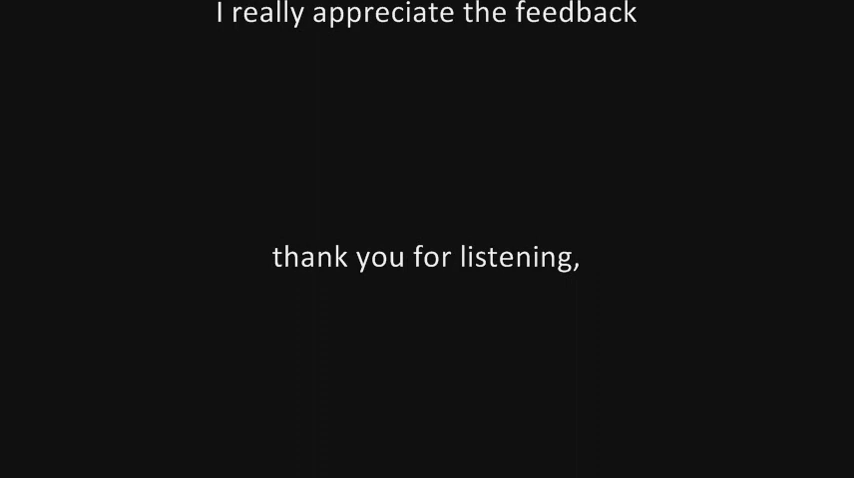 I really appreciate the feedback
thank you for listening,